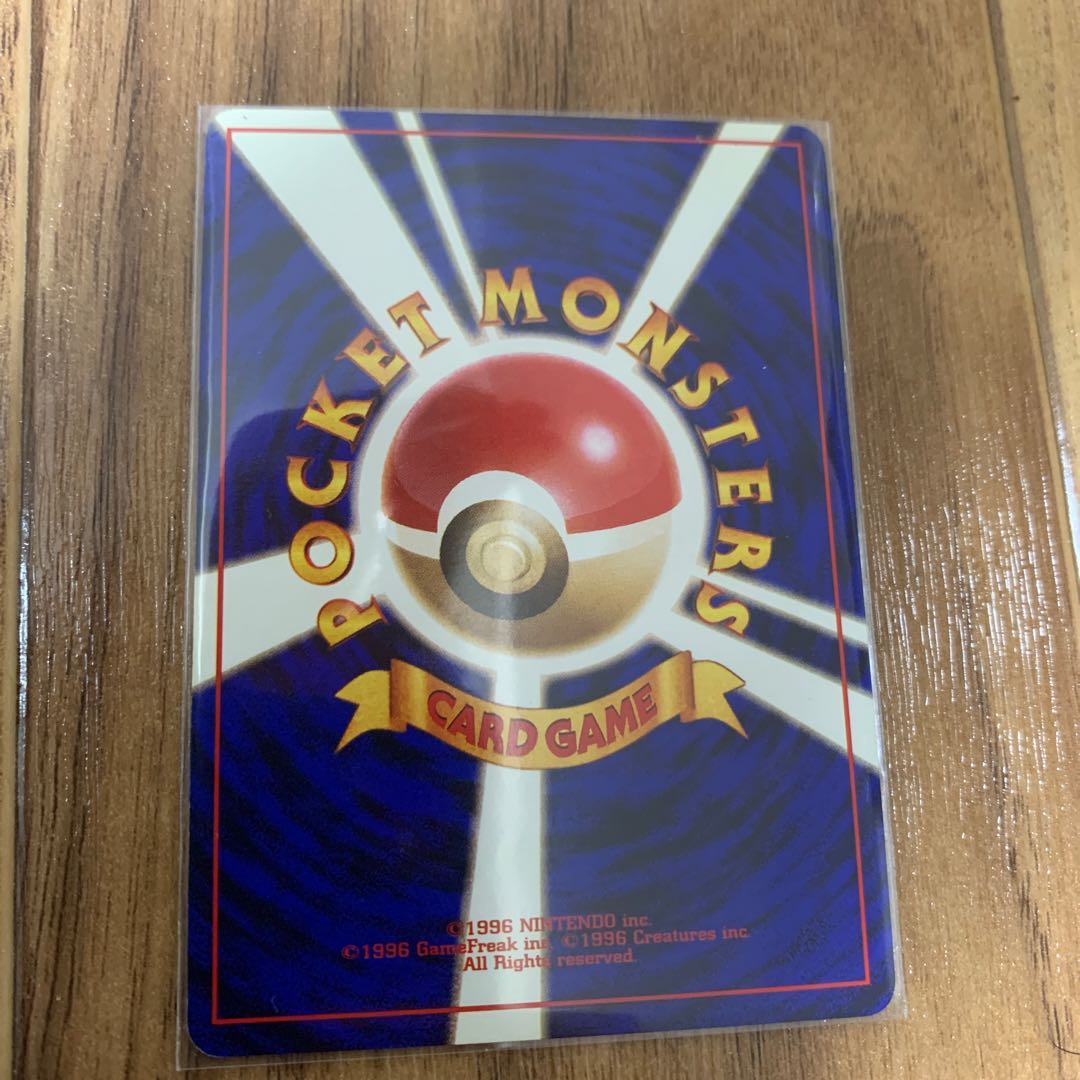 POCKET MONSTERS
CARD GAME
©1996 NINTENDO inc.
©1996 GameFreak inc. ©1996 Creatures inc.
All Rights reserved.